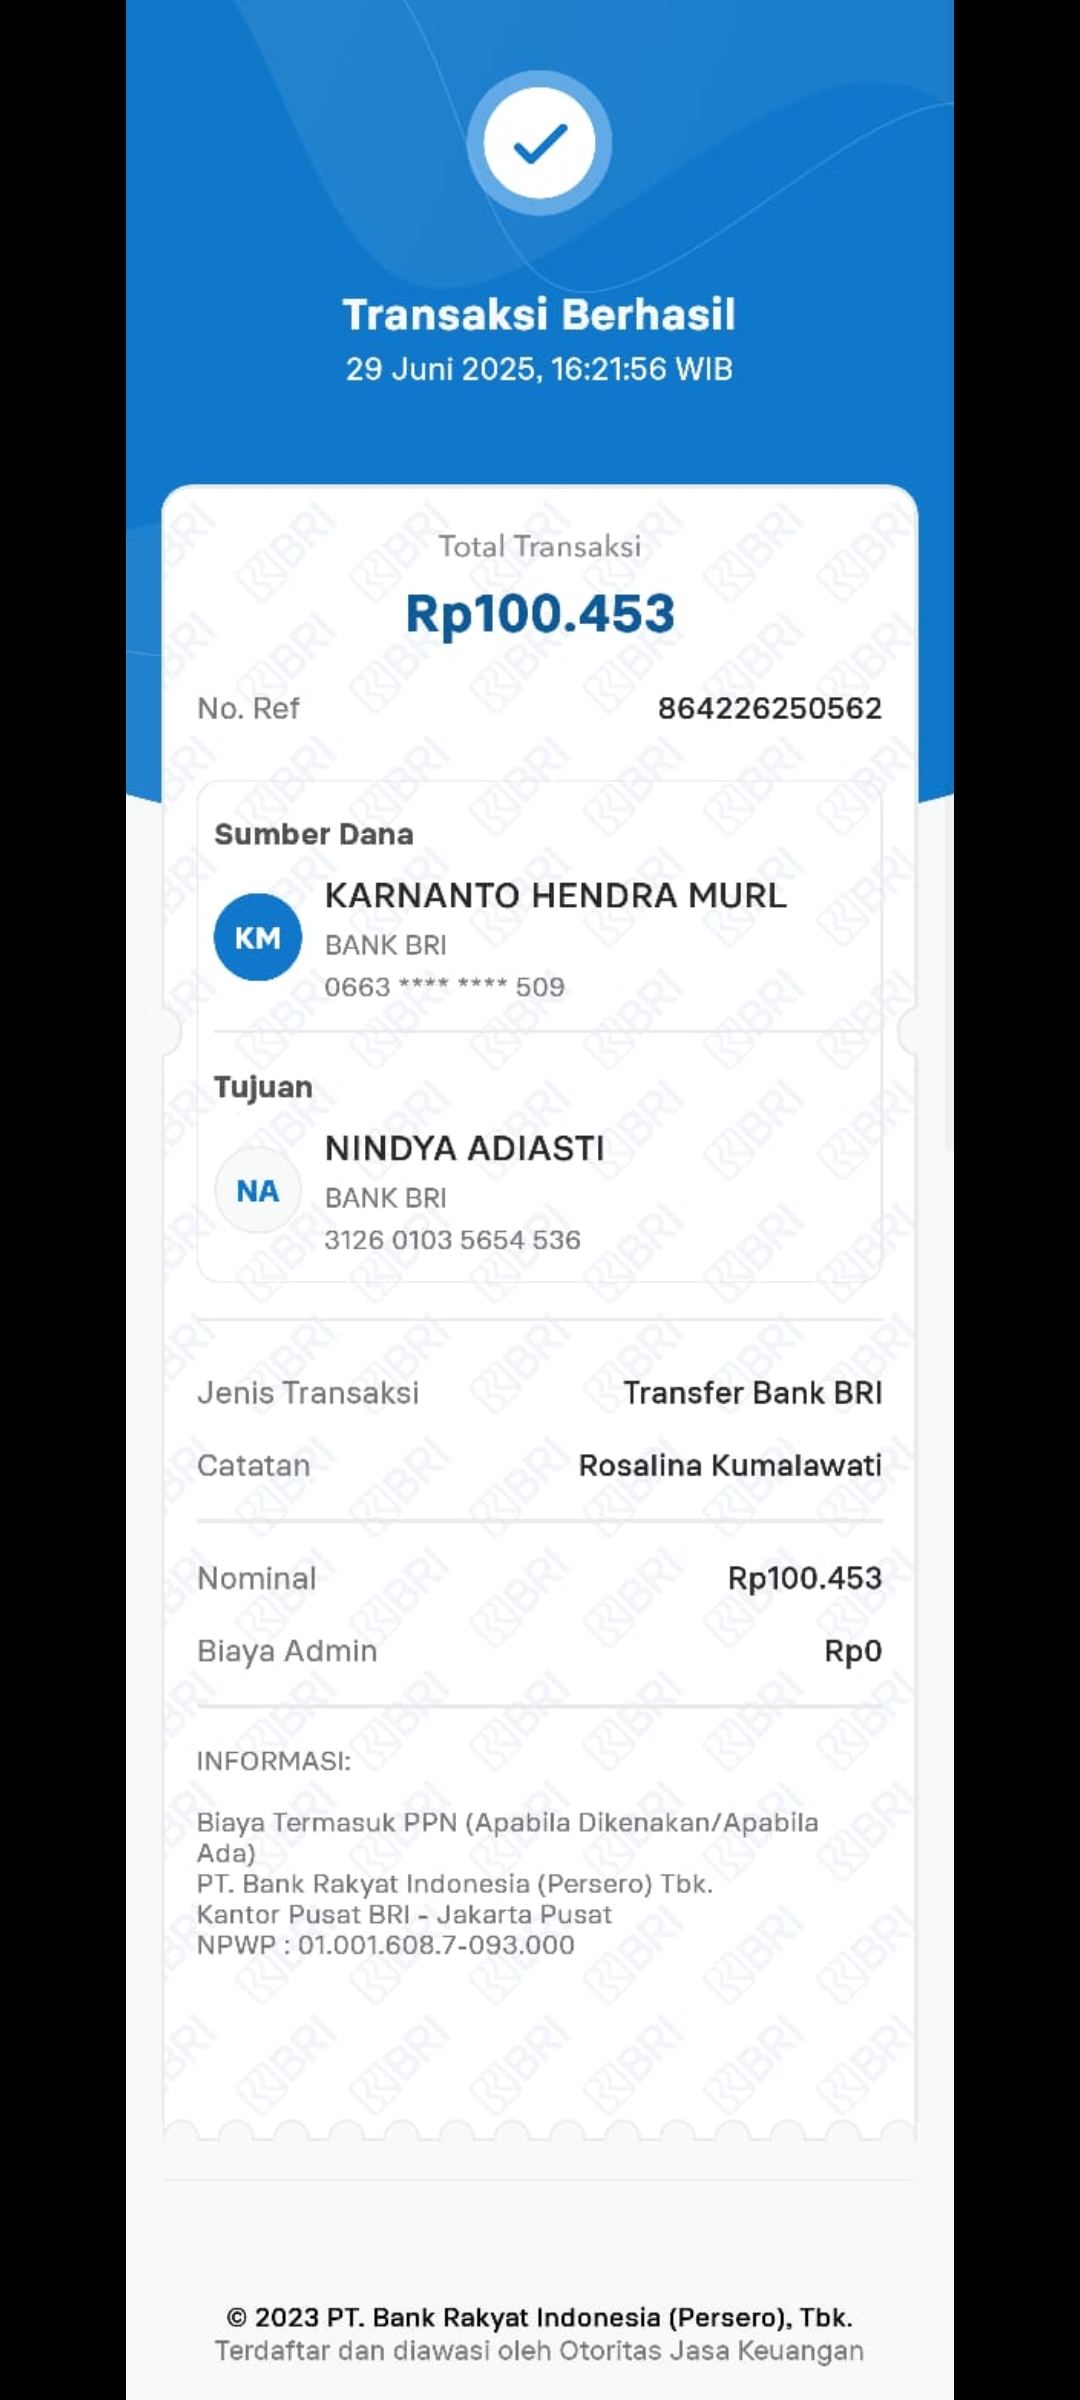 Transaksi Berhasil
29 Juni 2025, 16:21:56 WIB
Total Transaksi
Rp100.453
No. Ref 864226250562
Sumber Dana
KM
KARNANTO HENDRA MURL
BANK BRI
0663 **** **** 509
Tujuan
NA
NINDYA ADIASTI
BANK BRI
3126 0103 5654 536
Jenis Transaksi Transfer Bank BRI
Catatan Rosalina Kumalawati
Nominal Rp100.453
Biaya Admin Rp0
INFORMASI:
Biaya Termasuk PPN (Apabila Dikenakan/Apabila
Ada)
PT. Bank Rakyat Indonesia (Persero) Tbk.
Kantor Pusat BRI - Jakarta Pusat
NPWP : 01.001.608.7-093.000
© 2023 PT. Bank Rakyat Indonesia (Persero), Tbk.
Terdaftar dan diawasi oleh Otoritas Jasa Keuangan